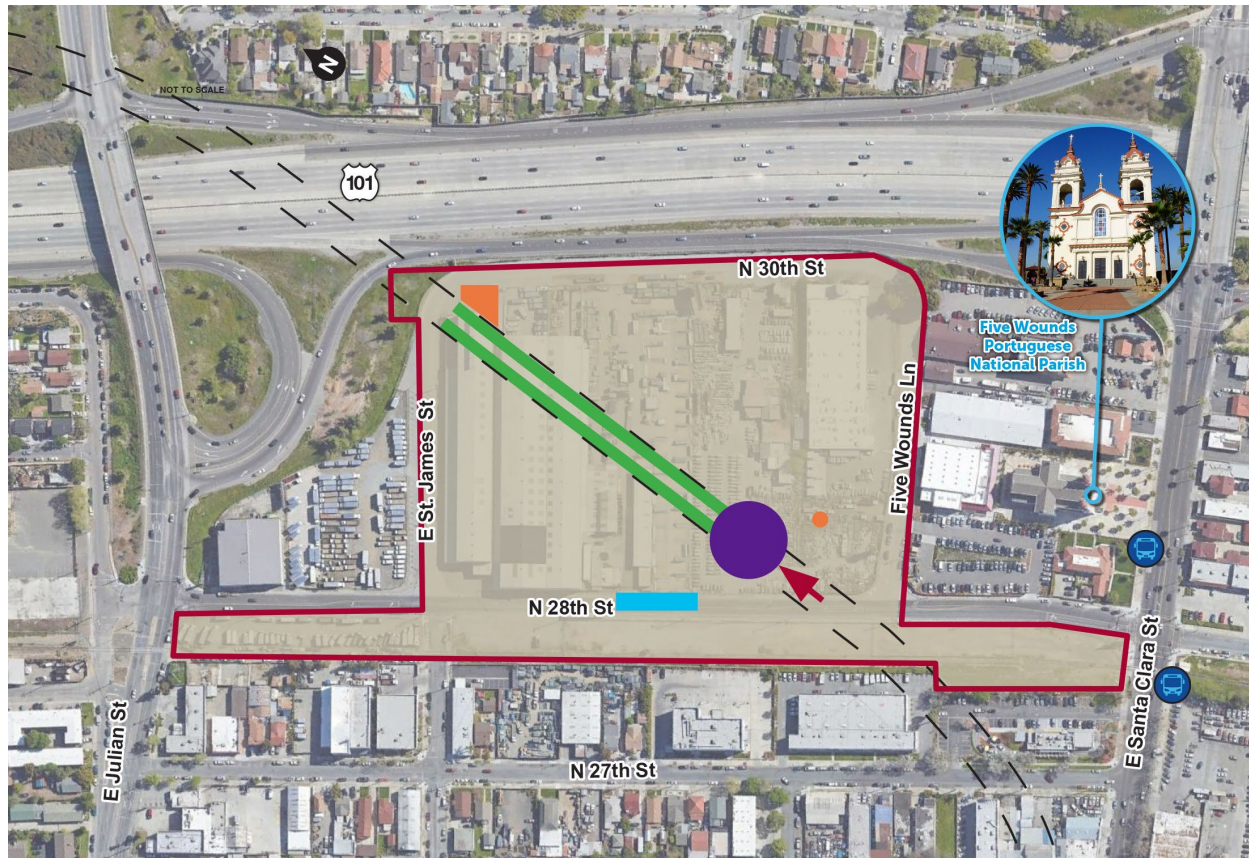 N
NOT TO SCALE
101
N 30th St
Five Wounds
Portuguese
National Parish
Five Wounds Ln
E St. James St
N 28th St
E Santa Clara St
E Julian St
N 27th St